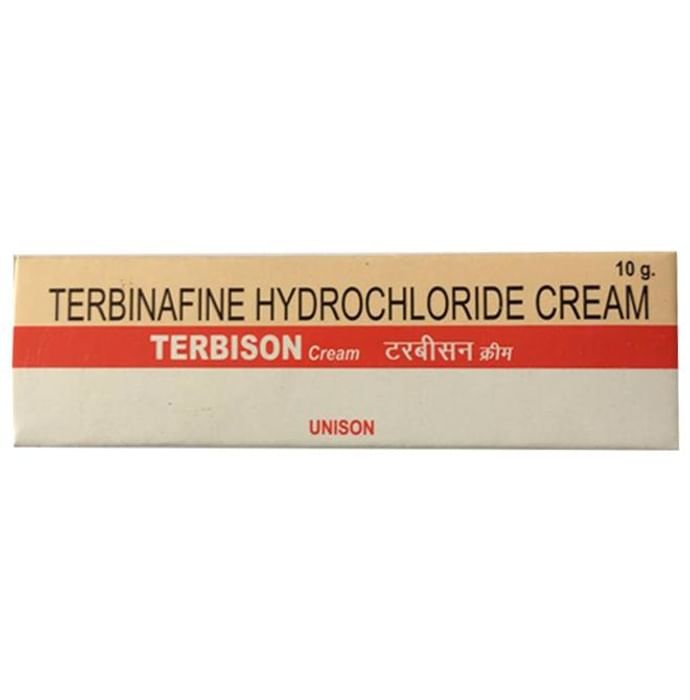 10 g.
TERBINAFINE HYDROCHLORIDE CREAM
TERBISON Cream टरबीसन क्रीम
UNISON